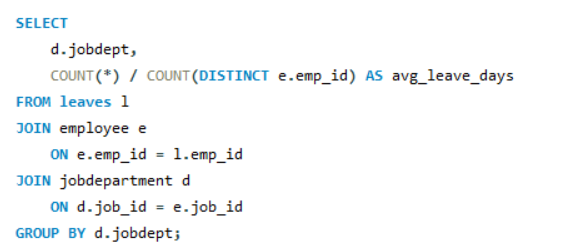 SELECT
d.jobdept,
COUNT(*) / COUNT(DISTINCT e.emp_id) AS avg_leave_days
FROM leaves l
JOIN employee e
ON e.emp_id = l.emp_id
JOIN jobdepartment d
ON d.job_id = e.job_id
GROUP BY d.jobdept;